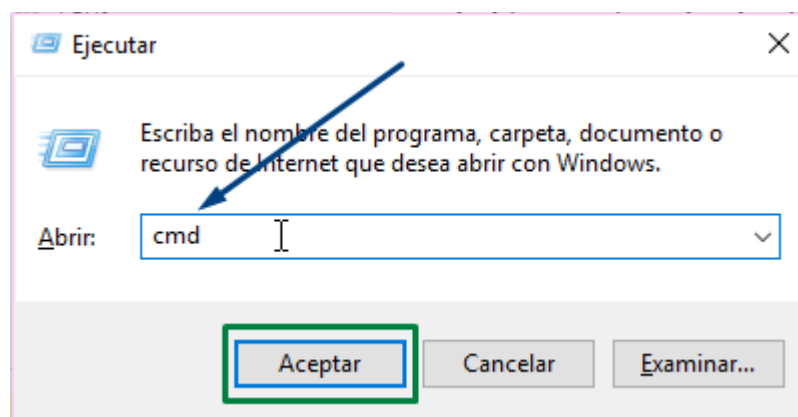 Ejecutar
Escriba el nombre del programa, carpeta, documento o
recurso de Internet que desea abrir con Windows.
Abrir: cmd
Aceptar Cancelar Examinar...